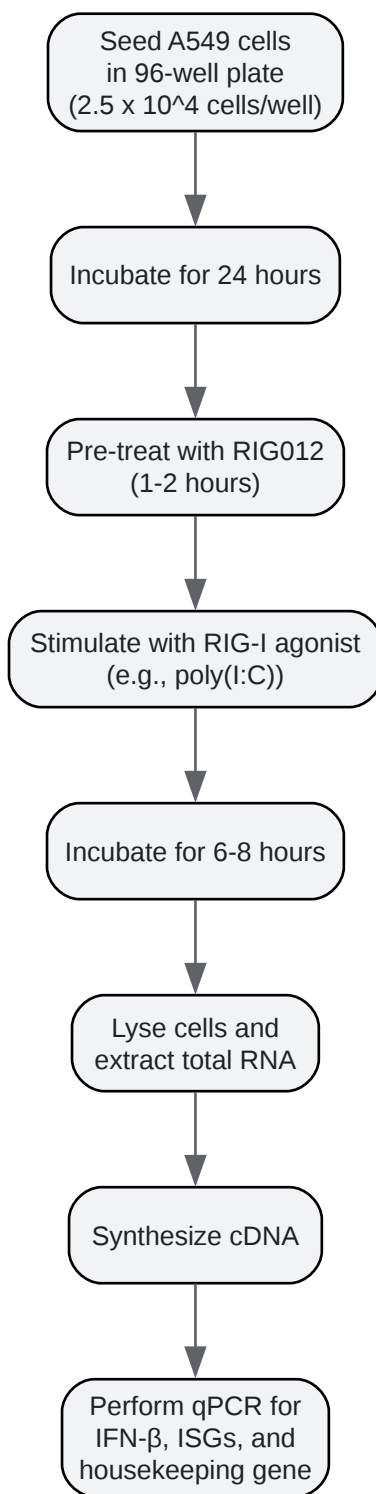 Seed A549 cells
in 96-well plate
(2.5 x 10^4 cells/well)
Incubate for 24 hours
Pre-treat with RIG012
(1-2 hours)
Stimulate with RIG-I agonist
(e.g., poly(I:C))
Incubate for 6-8 hours
Lyse cells and
extract total RNA
Synthesize cDNA
Perform qPCR for
IFN-β, ISGs, and
housekeeping gene